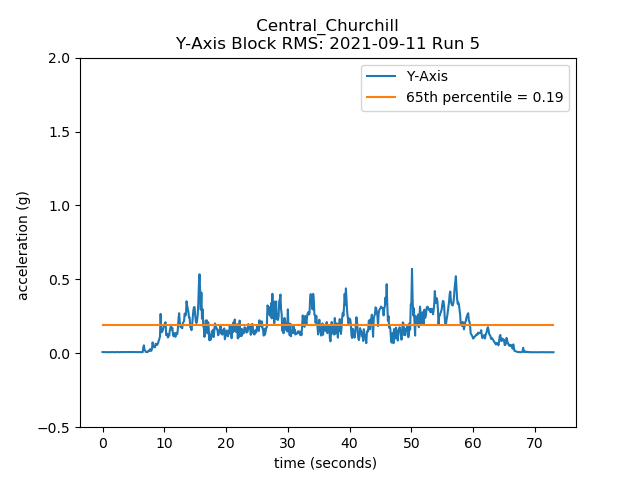 Central_Churchill
Y-Axis Block RMS: 2021-09-11 Run 5
2.0
1.5
1.0
0.5
0.0
−0.5
acceleration (g)
Y-Axis
65th percentile = 0.19
0 10 20 30 40 50 60 70
time (seconds)